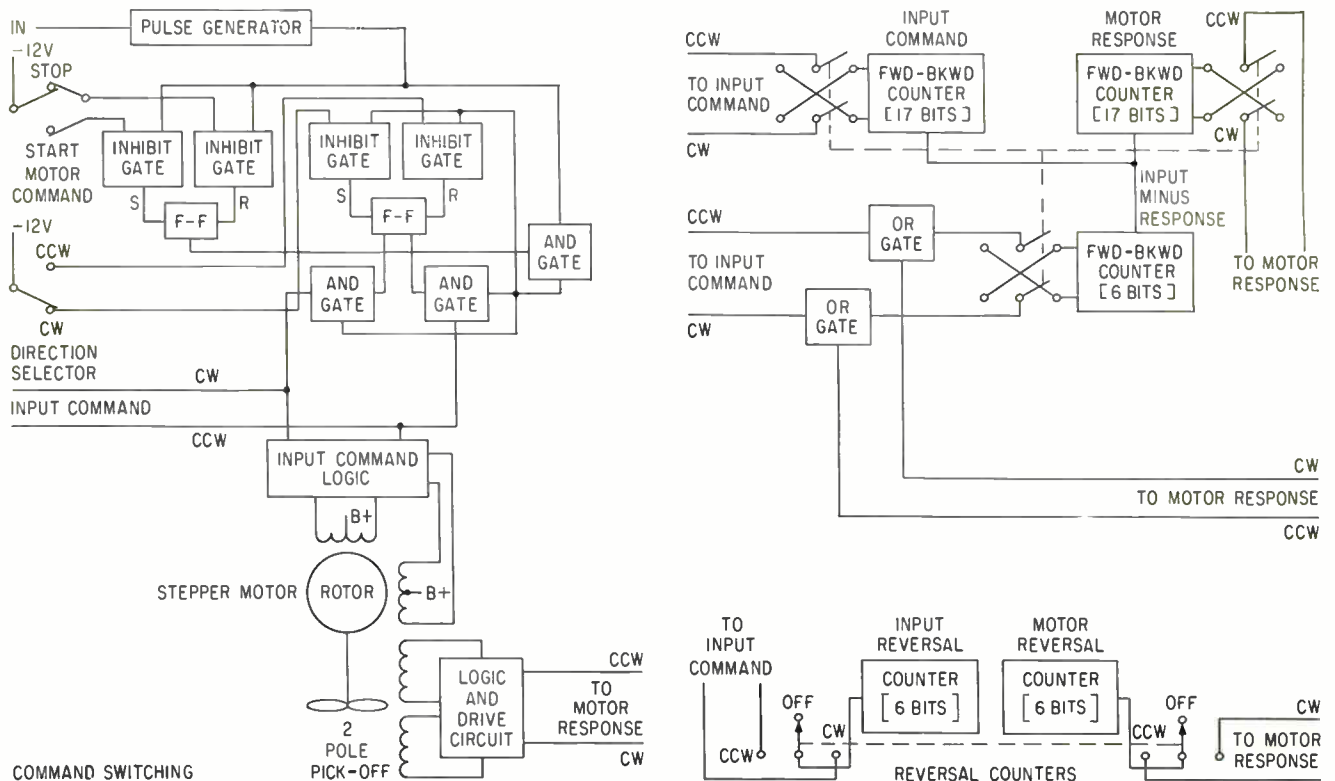 IN
PULSE GENERATOR
-12V
STOP
START
MOTOR
COMMAND
INHIBIT
GATE
INHIBIT
GATE
S
R
F-F
INHIBIT
GATE
INHIBIT
GATE
S
R
F-F
AND
GATE
AND
GATE
AND
GATE
-12V
CCW
CW
DIRECTION
SELECTOR
CW
INPUT COMMAND
CCW
INPUT COMMAND
LOGIC
B+
STEPPER MOTOR
ROTOR
B+
2
POLE
PICK-OFF
LOGIC
AND
DRIVE
CIRCUIT
CCW
TO
MOTOR
RESPONSE
CW
COMMAND SWITCHING
INPUT
COMMAND
MOTOR
RESPONSE
CCW
TO INPUT
COMMAND
CW
FWD-BKWD
COUNTER
[17 BITS]
FWD-BKWD
COUNTER
[17 BITS]
CCW
CW
INPUT
MINUS
RESPONSE
CCW
TO INPUT
COMMAND
CW
OR
GATE
OR
GATE
FWD-BKWD
COUNTER
[6 BITS]
TO MOTOR
RESPONSE
CW
TO MOTOR RESPONSE
CCW
TO
INPUT
COMMAND
INPUT
REVERSAL
COUNTER
[6 BITS]
MOTOR
REVERSAL
COUNTER
[6 BITS]
OFF
CW
CCW
OFF
CCW
CW
TO MOTOR
RESPONSE
REVERSAL COUNTERS